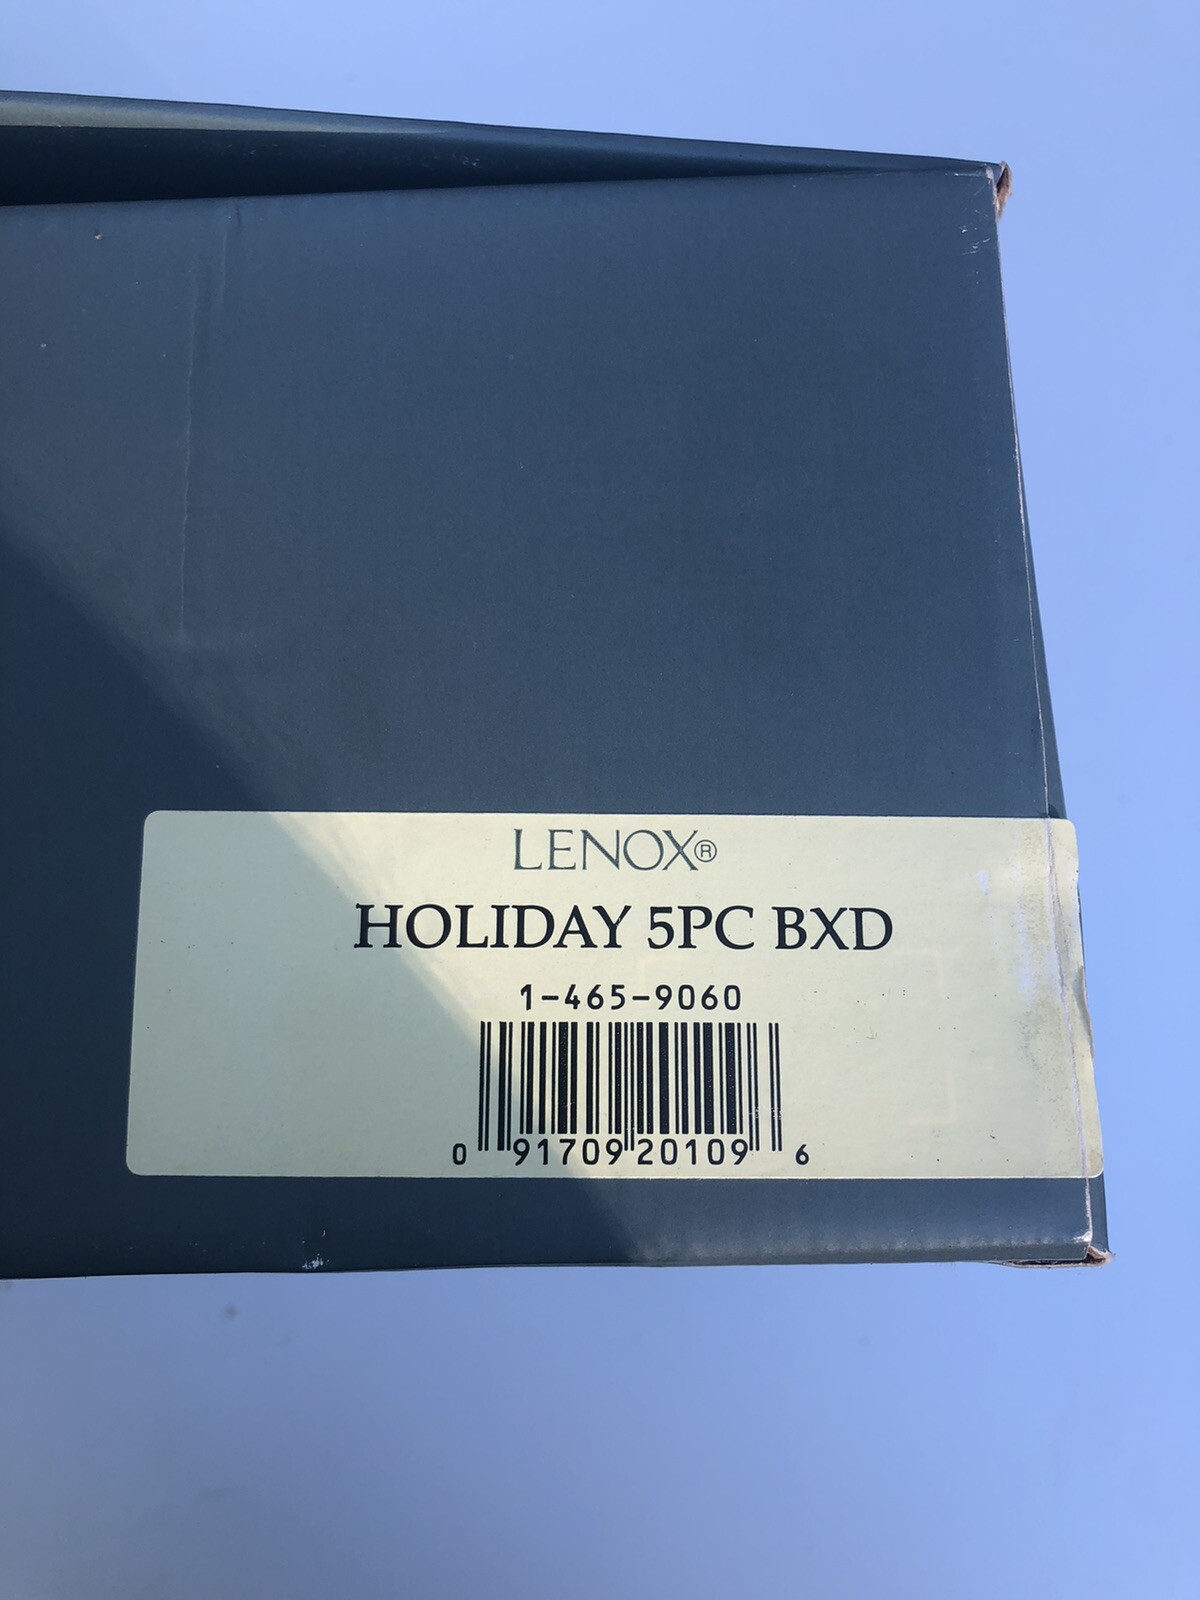 LENOX®
HOLIDAY 5PC BXD
1-465-9060
0 91709 20109 6